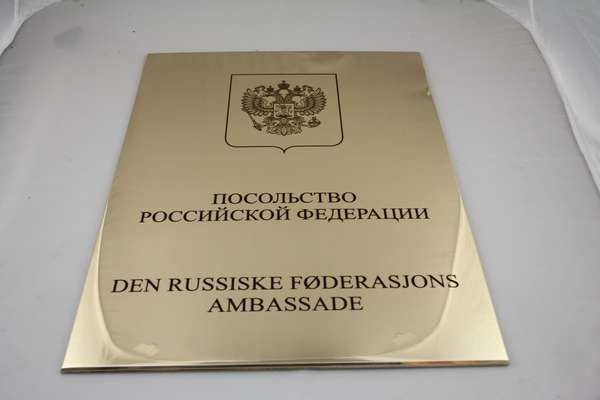 ПОСОЛЬСТВО
РОССИЙСКОЙ ФЕДЕРАЦИИ
DEN RUSSISKE FØDERASJONS
AMBASSADE